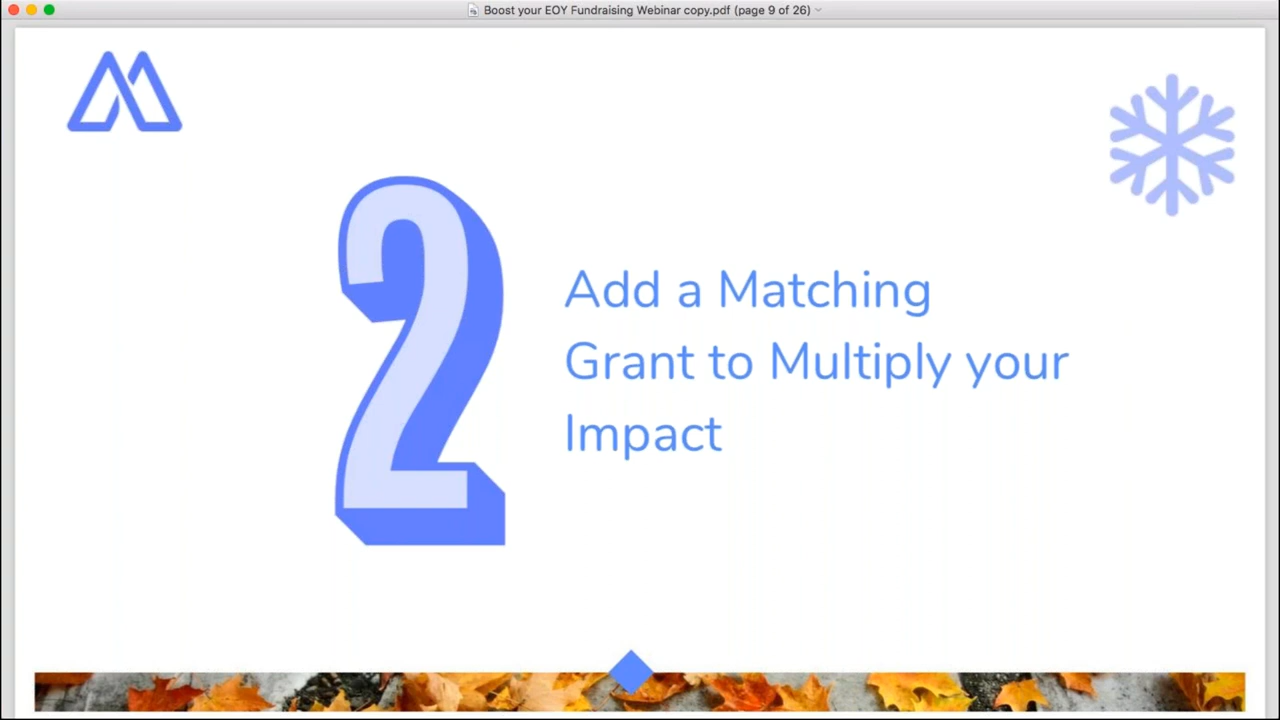 Boost your EOY Fundraising Webinar copy.pdf (page 9 of 26)
2
Add a Matching
Grant to Multiply your
Impact